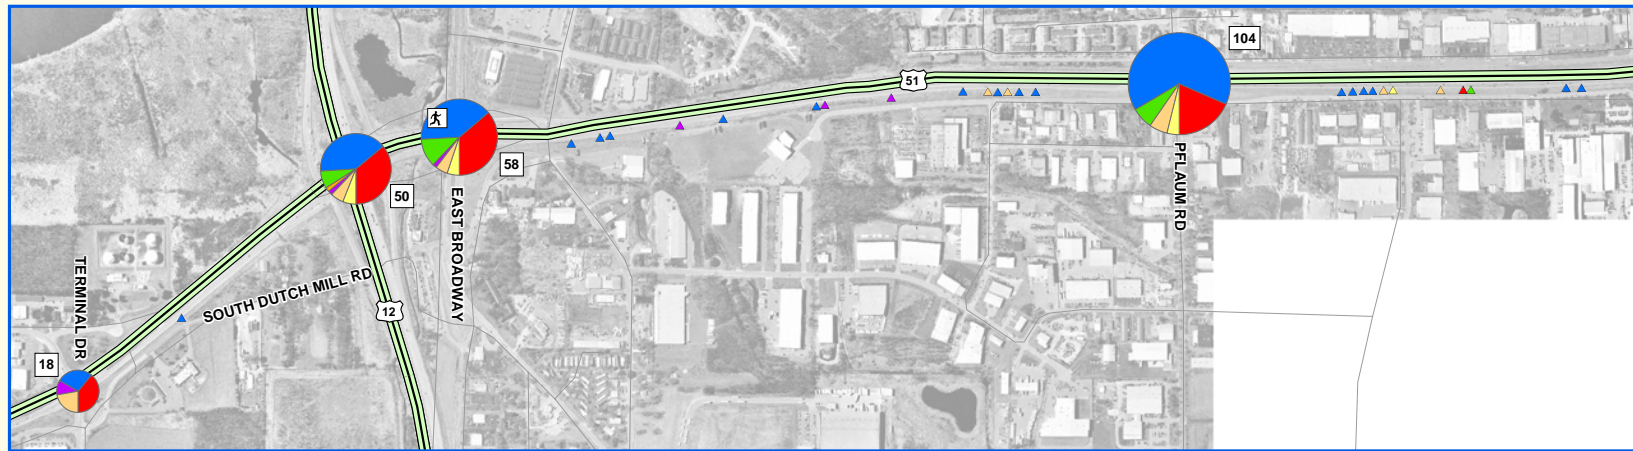 104
51
58
50
PFLAUM RD
EAST BROADWAY
TERMINAL DR
SOUTH DUTCH MILL RD
12
18